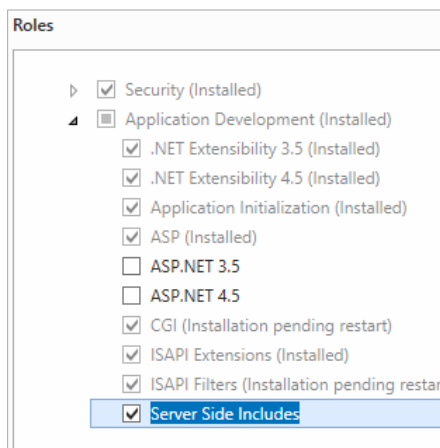 Roles
Security (Installed)
Application Development (Installed)
.NET Extensibility 3.5 (Installed)
.NET Extensibility 4.5 (Installed)
Application Initialization (Installed)
ASP (Installed)
ASP.NET 3.5
ASP.NET 4.5
CGI (Installation pending restart)
ISAPI Extensions (Installed)
ISAPI Filters (Installation pending restar
Server Side Includes